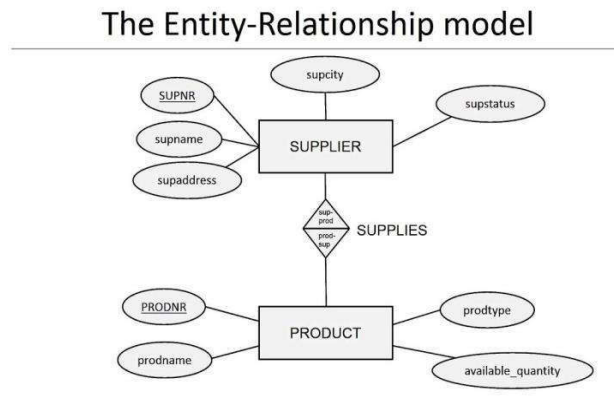 The Entity-Relationship model
supcity
SUPNR
supstatus
supname
SUPPLIER
supaddress
sup-
prod
prod-
sup
SUPPLIES
PRODNR
prodtype
PRODUCT
prodname
available_quantity